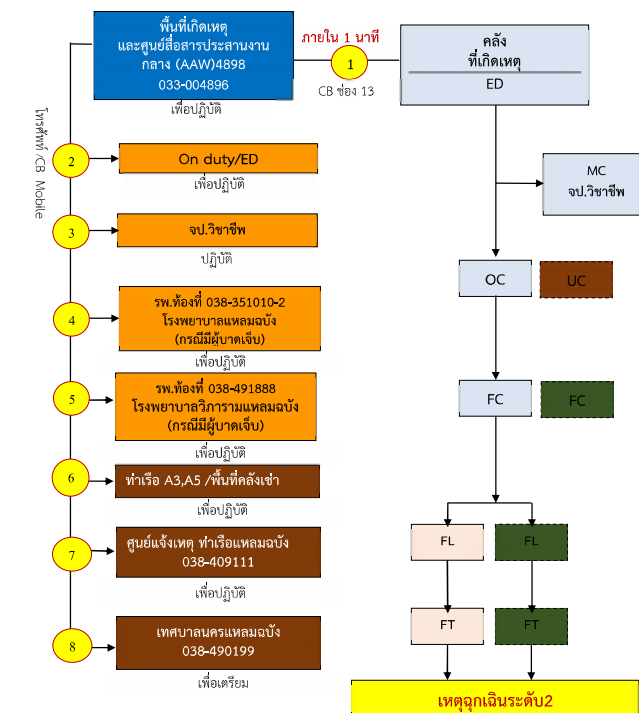 พื้นที่เกิดเหตุ
และศูนย์สื่อสารประสานงาน
กลาง (AAW)4898
033-004896
เพื่อปฏิบัติ
ภายใน 1 นาที
1
CB ช่อง 13
คลัง
ที่เกิดเหตุ
ED
โทรศัพท์ /CB Mobile
2
On duty/ED
เพื่อปฏิบัติ
MC
จป.วิชาชีพ
3
จป.วิชาชีพ
ปฏิบัติ
OC
UC
4
รพ.ท้องที่ 038-351010-2
โรงพยาบาลแหลมฉบัง
(กรณีมีผู้บาดเจ็บ)
เพื่อปฏิบัติ
5
รพ.ท้องที่ 038-491888
โรงพยาบาลวิภารามแหลมฉบัง
(กรณีมีผู้บาดเจ็บ)
เพื่อปฏิบัติ
FC
FC
6
ท่าเรือ A3,A5 /พื้นที่คลังเช่า
เพื่อปฏิบัติ
7
ศูนย์แจ้งเหตุ ท่าเรือแหลมฉบัง
038-409111
เพื่อปฏิบัติ
FL
FL
8
เทศบาลนครแหลมฉบัง
038-490199
เพื่อเตรียม
FT
FT
เหตุฉุกเฉินระดับ2